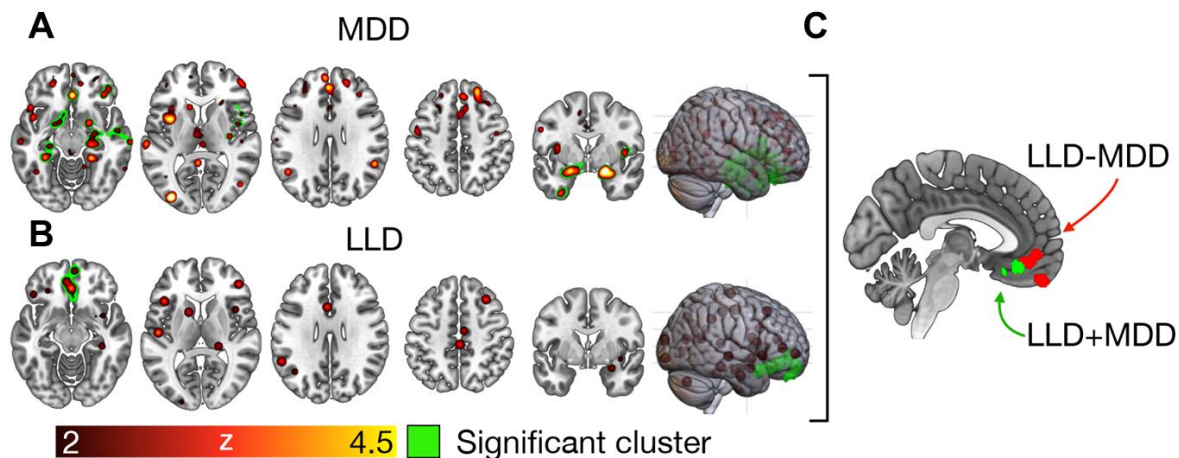 A
MDD
C
LLD-MDD
B
LLD
LLD+MDD
2
z
4.5
Significant cluster